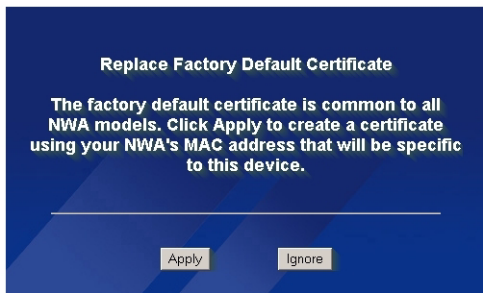 Replace Factory Default Certificate
The factory default certificate is common to all
NWA models. Click Apply to create a certificate
using your NWA's MAC address that will be specific
to this device.
Apply
Ignore